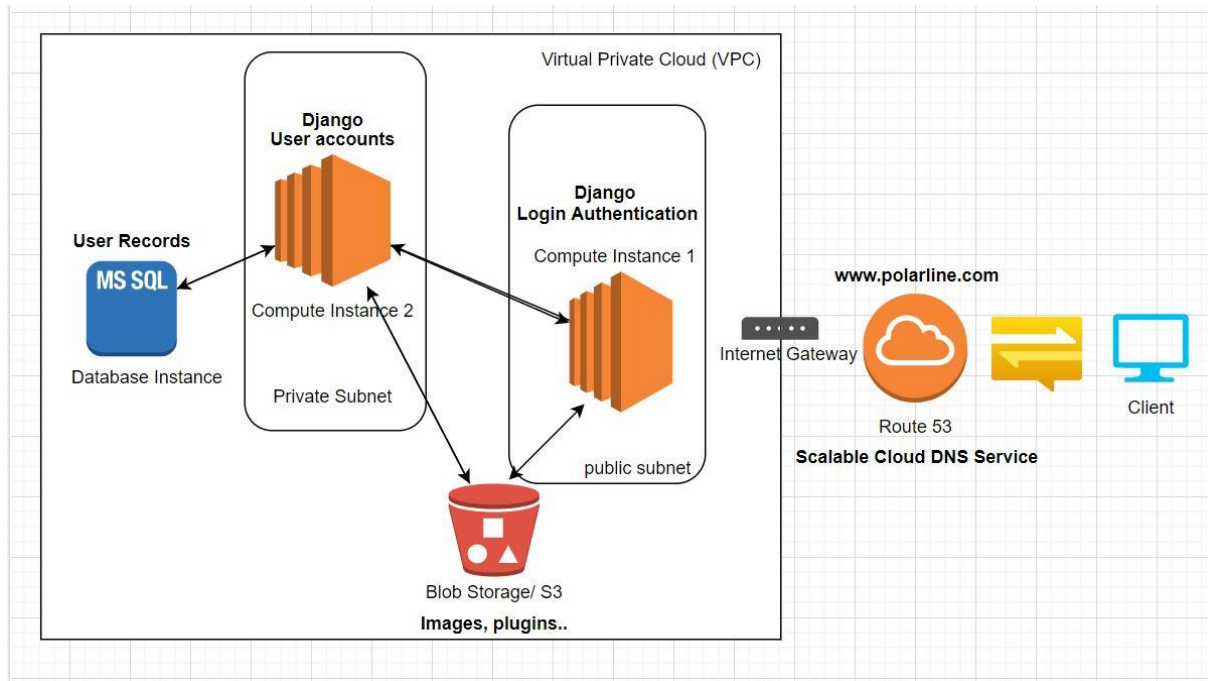 Virtual Private Cloud (VPC)
Django
User accounts
Django
Login Authentication
User Records
MS SQL
Compute Instance 1
www.polarline.com
Compute Instance 2
Internet Gateway
Database Instance
Private Subnet
Client
Route 53
Scalable Cloud DNS Service
public subnet
Blob Storage/ S3
Images, plugins..